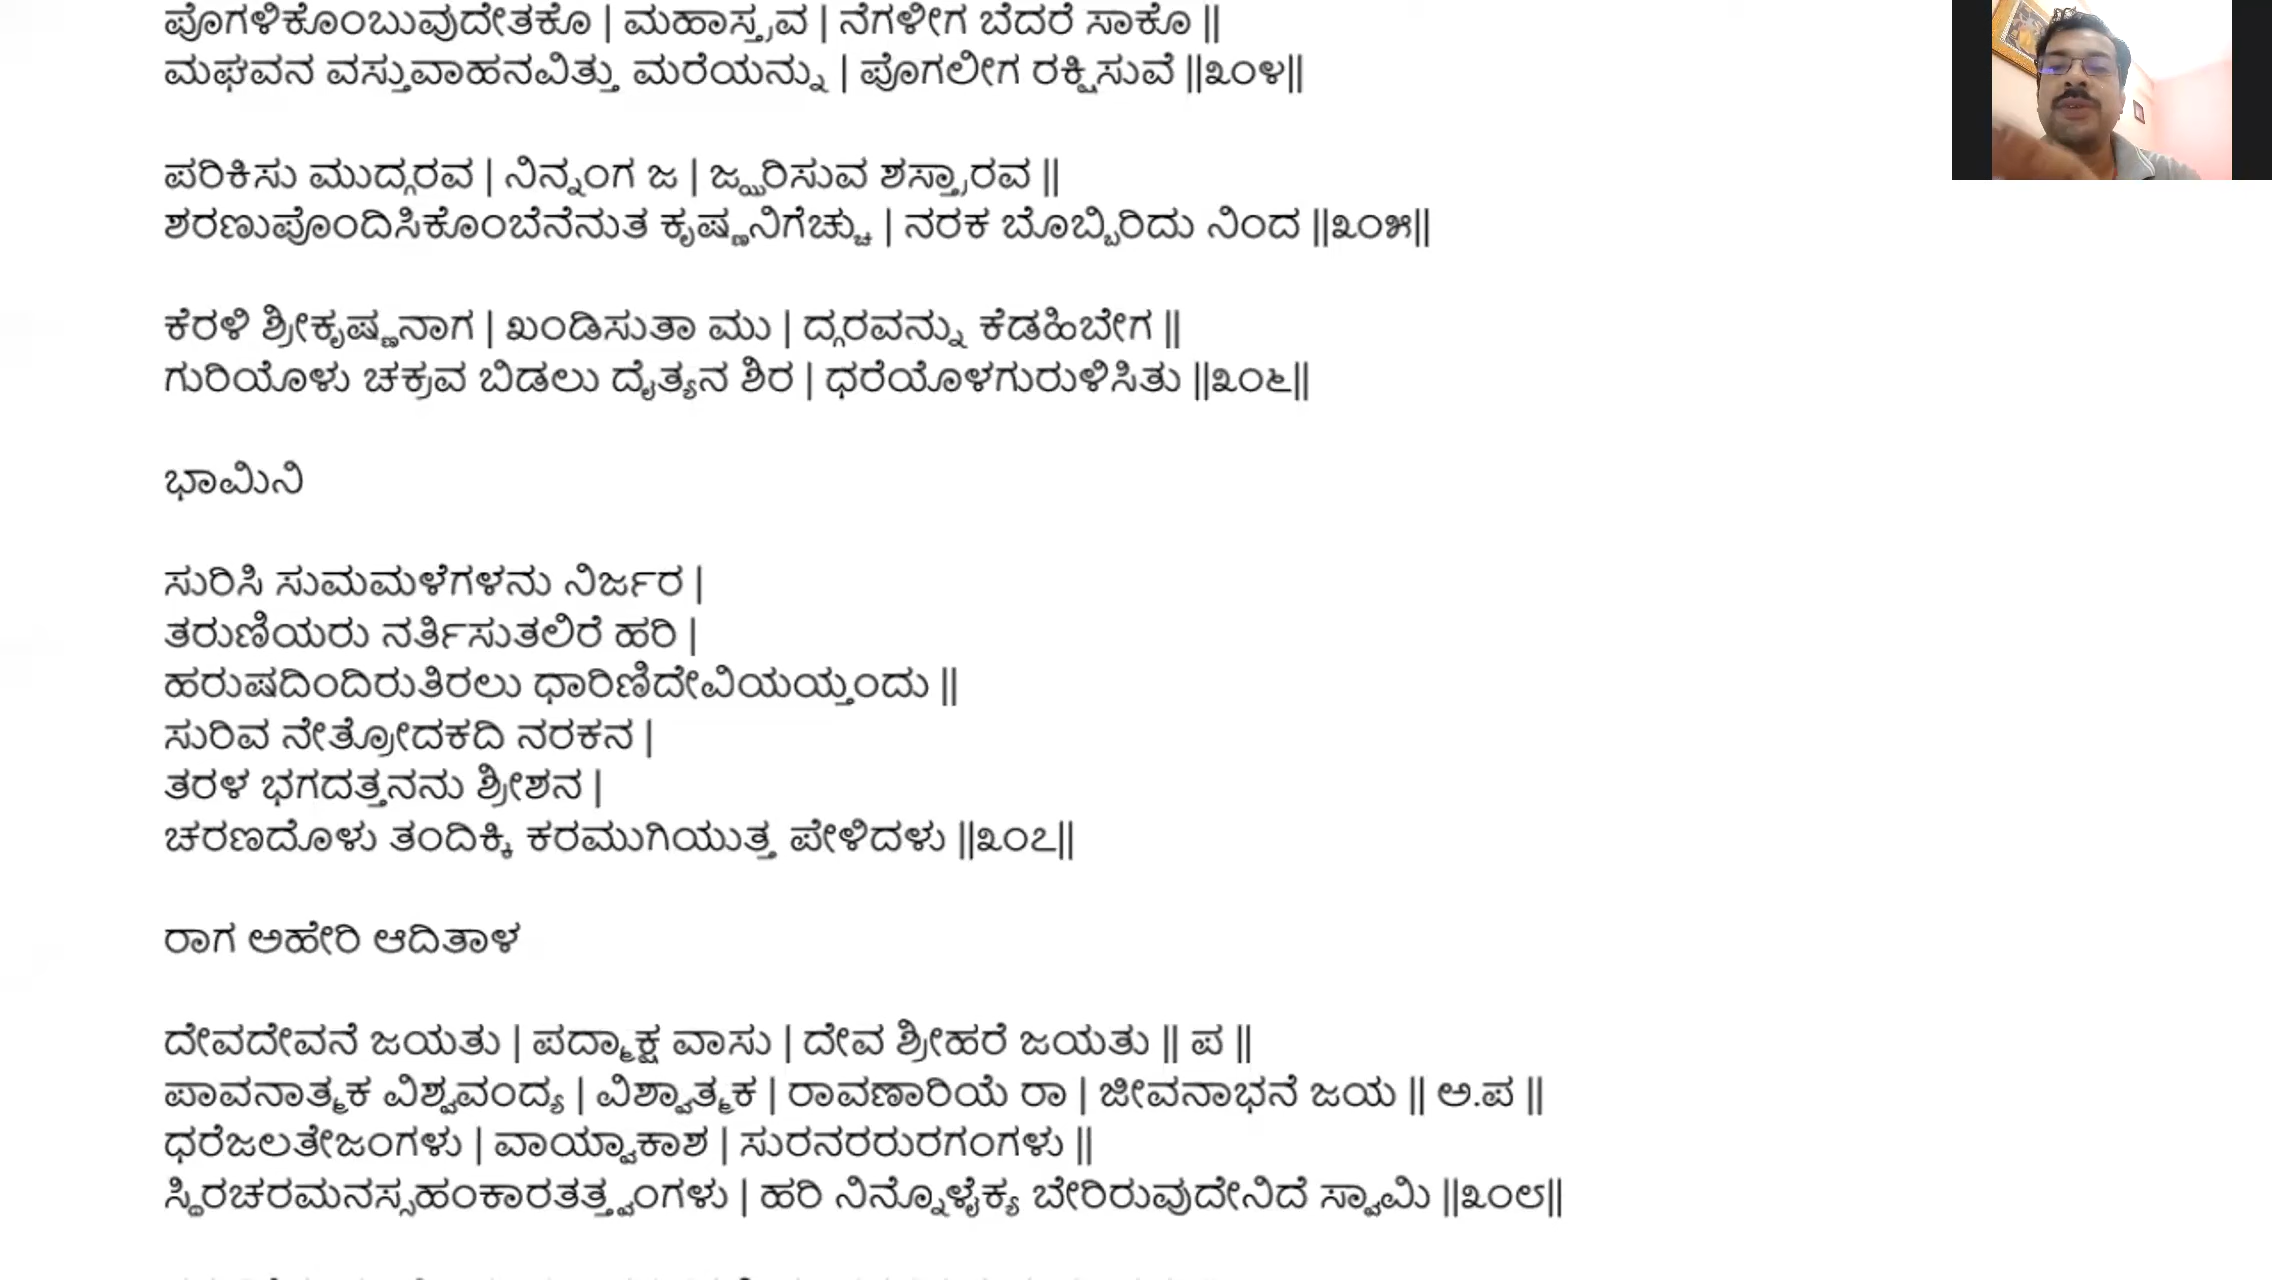 ಪೊಗಳಿಕೊಂಬುವುದೇತಕೊ | ಮಹಾಸ್ತ್ರವ | ನೆಗಳೀಗ ಬೆದರೆ ಸಾಕೊ ||
ಮಘವನ ವಸ್ತುವಾಹನವಿತ್ತು ಮರೆಯನ್ನು | ಪೊಗಲೀಗ ರಕ್ಷಿಸುವೆ ||೩೦೪||
ಪರಿಕಿಸು ಮುದ್ಗರವ | ನಿನ್ನಂಗ ಜ | ಜ್ಝರಿಸುವ ಶಸ್ತ್ರಾರವ ||
ಶರಣುಪೊಂದಿಸಿಕೊಂಬೆನೆನುತ ಕೃಷ್ಣನಿಗೆಚ್ಚು | ನರಕ ಬೊಬ್ಬಿರಿದು ನಿಂದ ||೩೦೫||
ಕೆರಳಿ ಶ್ರೀಕೃಷ್ಣನಾಗ | ಖಂಡಿಸುತಾ ಮು | ದ್ಗರವನ್ನು ಕೆಡಹಿಬೇಗ ||
ಗುರಿಯೊಳು ಚಕ್ರವ ಬಿಡಲು ದೈತ್ಯನ ಶಿರ | ಧರೆಯೊಳಗುರುಳಿಸಿತು ||೩೦೬||
ಭಾಮಿನಿ
ಸುರಿಸಿ ಸುಮಮಳೆಗಳನು ನಿರ್ಜರ |
ತರುಣಿಯರು ನರ್ತಿಸುತಲಿರೆ ಹರಿ |
ಹರುಷದಿಂದಿರುತಿರಲು ಧಾರಿಣಿದೇವಿಯಯ್ತಂದು ||
ಸುರಿವ ನೇತ್ರೋದಕದಿ ನರಕನ |
ತರಳ ಭಗದತ್ತನನು ಶ್ರೀಶನ |
ಚರಣದೊಳು ತಂದಿಕ್ಕಿ ಕರಮುಗಿಯುತ್ತ ಪೇಳಿದಳು ||೩೦೭||
ರಾಗ ಅಹೇರಿ ಆದಿತಾಳ
ದೇವದೇವನೆ ಜಯತು | ಪದ್ಮಾಕ್ಷ ವಾಸು | ದೇವ ಶ್ರೀಹರೆ ಜಯತು || ಪ ||
ಪಾವನಾತ್ಮಕ ವಿಶ್ವವಂದ್ಯ | ವಿಶ್ವಾತ್ಮಕ | ರಾವಣಾರಿಯೆ ರಾ | ಜೀವನಾಭನೆ ಜಯ || ಅ.ಪ ||
ಧರೆಜಲತೇಜಂಗಳು | ವಾಯ್ವಾಕಾಶ | ಸುರನರರುರಗಂಗಳು ||
ಸ್ಥಿರಚರಮನಸ್ಸಹಂಕಾರತತ್ತ್ವಂಗಳು | ಹರಿ ನಿನ್ನೊಳೈಕ್ಯ ಬೇರಿರುವುದೇನಿದೆ ಸ್ವಾಮಿ ||೩೦೮||